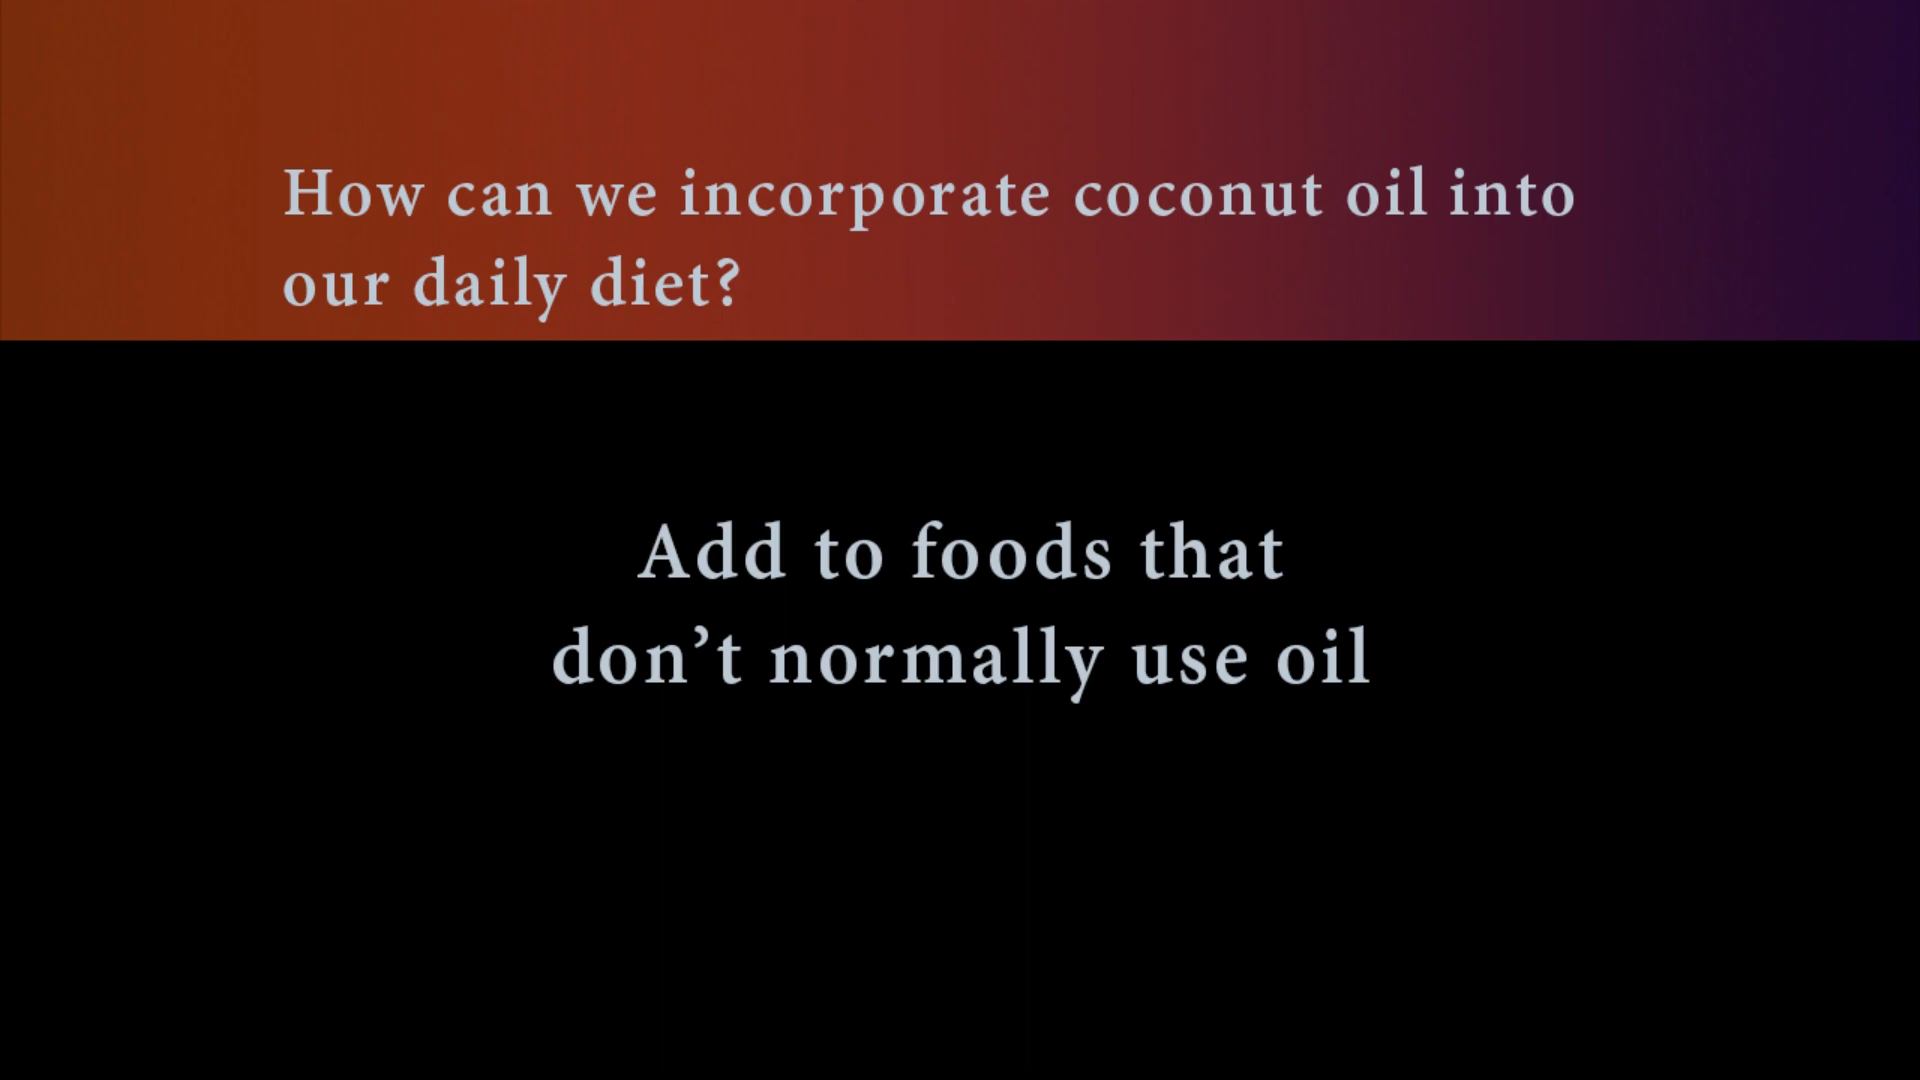 How can we incorporate coconut oil into
our daily diet?
Add to foods that
don’t normally use oil